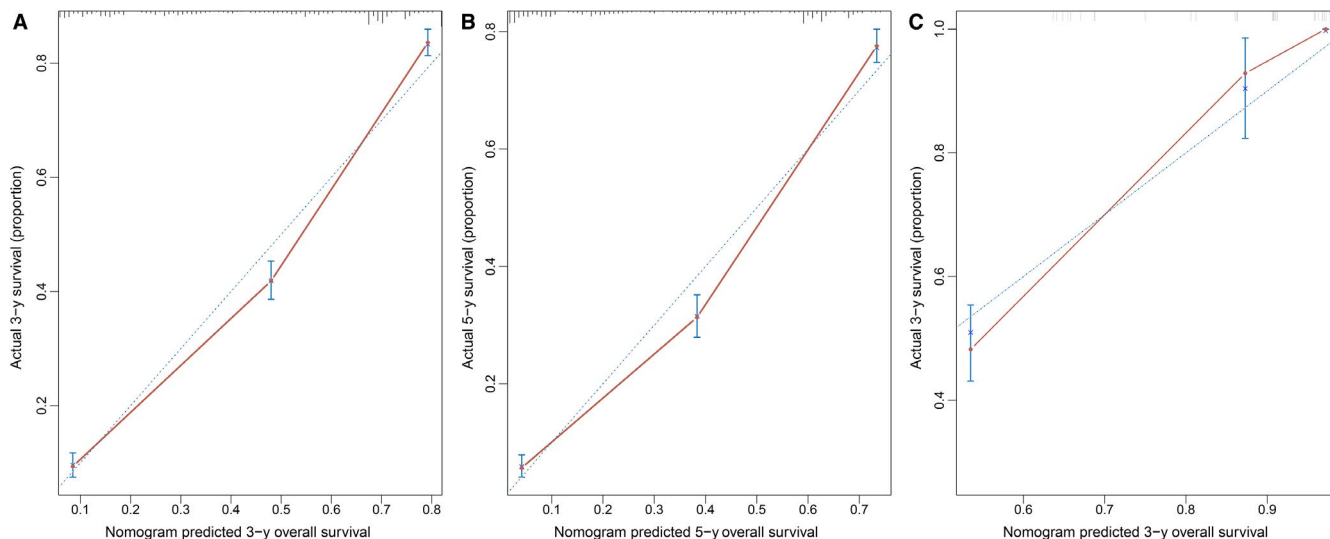 A
Actual 3−y survival (proportion)
0.8
0.6
0.4
0.2
0.1 0.2 0.3 0.4 0.5 0.6 0.7 0.8
Nomogram predicted 3−y overall survival
B
Actual 5−y survival (proportion)
0.8
0.6
0.4
0.2
0.1 0.2 0.3 0.4 0.5 0.6 0.7
Nomogram predicted 5−y overall survival
C
Actual 3−y survival (proportion)
1.0
0.8
0.6
0.4
0.6 0.7 0.8 0.9
Nomogram predicted 3−y overall survival